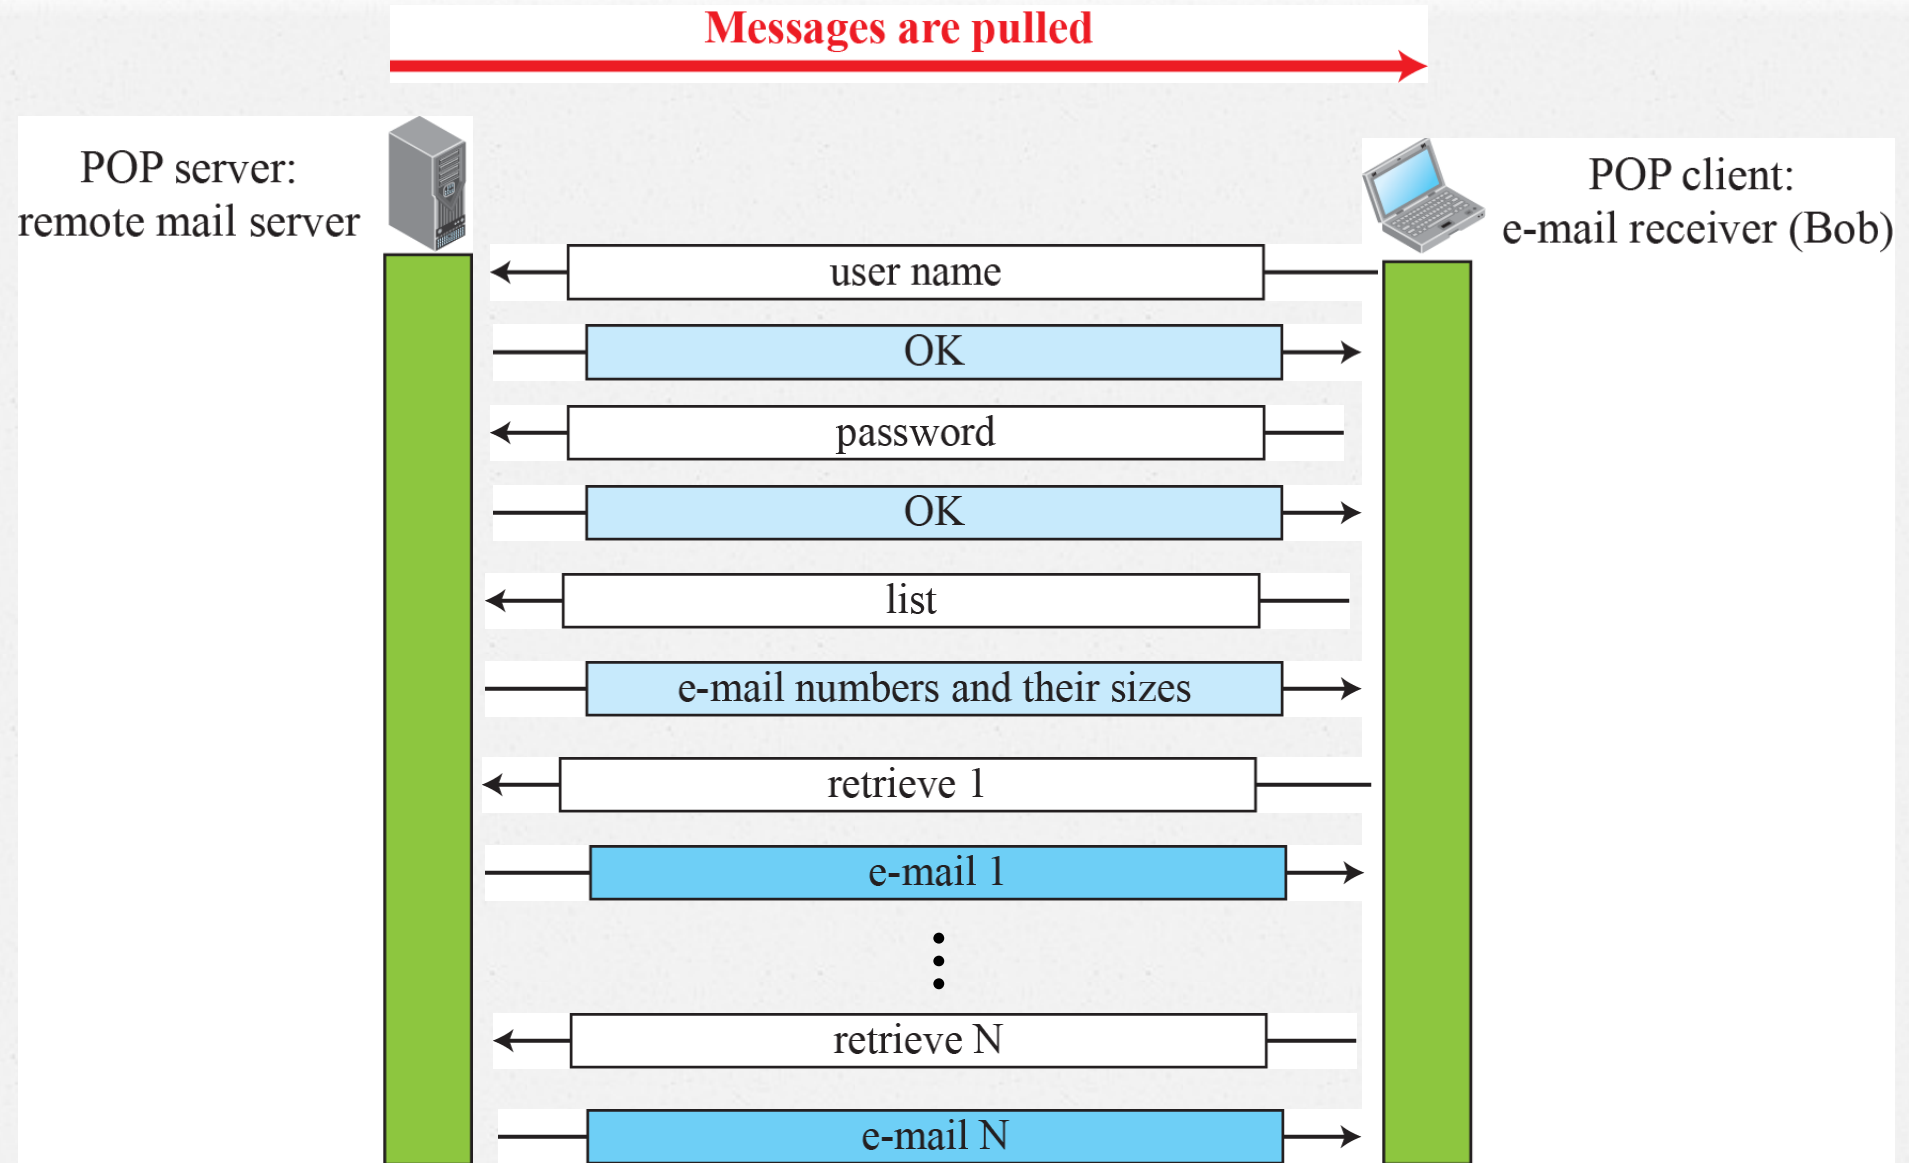 Messages are pulled
POP server:
remote mail server
POP client:
e-mail receiver (Bob)
user name
OK
password
OK
list
e-mail numbers and their sizes
retrieve 1
e-mail 1
retrieve N
e-mail N